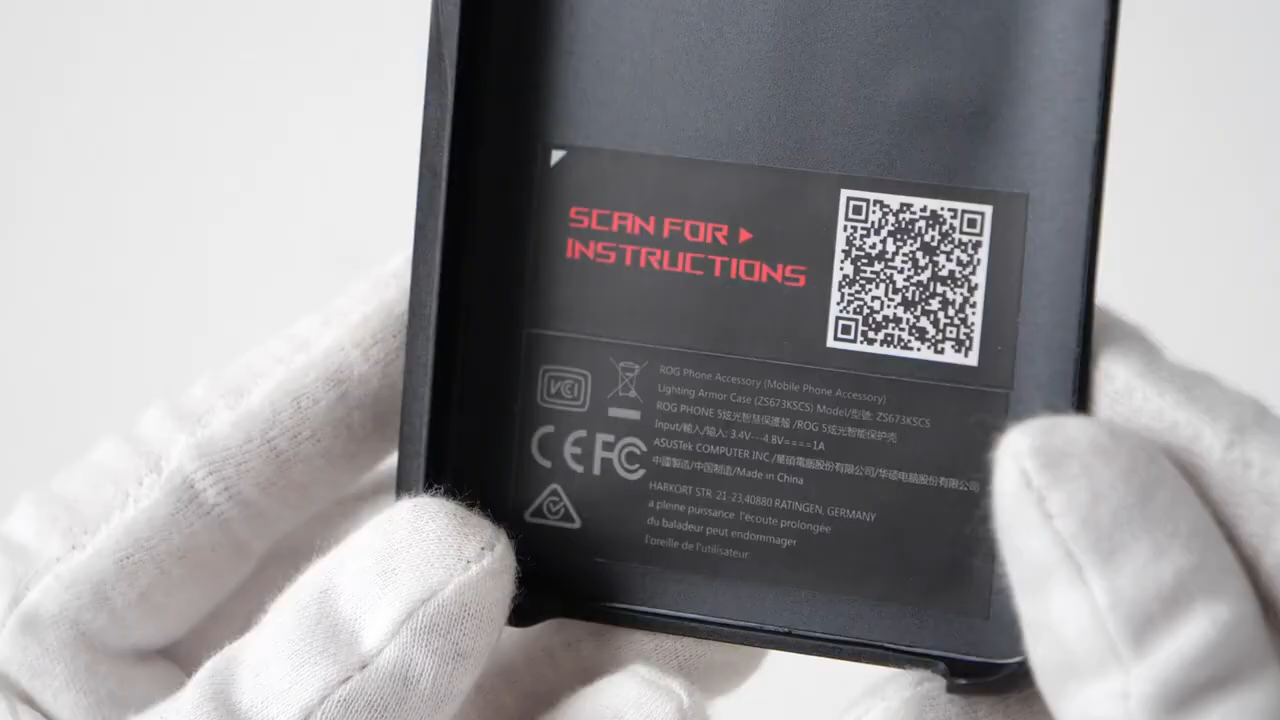 SCAN FOR
INSTRUCTIONS
VCCI
ROG Phone Accessory (Mobile Phone Accessory)
Lighting Armor Case (ZS673KSCS) Model/型號: ZS673KSCS
ROG PHONE 5炫光智慧保護殼 /ROG 5炫光智能保护壳
Input/輸入/输入: 3.4V---4.8V====1A
ASUSTek COMPUTER INC /華碩電腦股份有限公司/华硕电脑股份有限公司
中國製造/中国制造/Made in China
CE FC
HARKORT STR. 21-23,40880 RATINGEN, GERMANY
a pleine puissance. l'écoute prolongée
du baladeur peut endommager
l'oreille de l'utilisateur